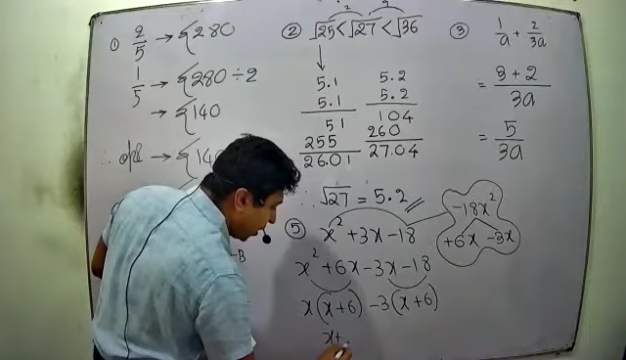 ① 2/5 → £280
1/5 → £280 ÷ 2
→ £140
② √25 < √27 < √36
5.1
5.1
51
255
26.01
5.2
5.2
104
260
27.04
∴ √27 = 5.2
③ 1/a + 2/3a
= 3 + 2 / 3a
= 5/3a
⑤ x² + 3x - 18
-18x²
+6x -3x
x² + 6x - 3x - 18
x(x+6) - 3(x+6)
x+